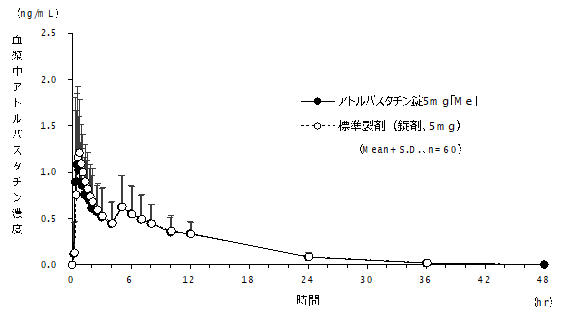 (ng/mL)
血漿中アトルバスタチン濃度
2.5
2.0
1.5
1.0
0.5
0.0
0
6
12
18
24
30
36
42
48
時間
(hr)
アトルバスタチン錠5mg「Me」
標準製剤（錠剤、5mg）
(Mean+S.D.、n=60)